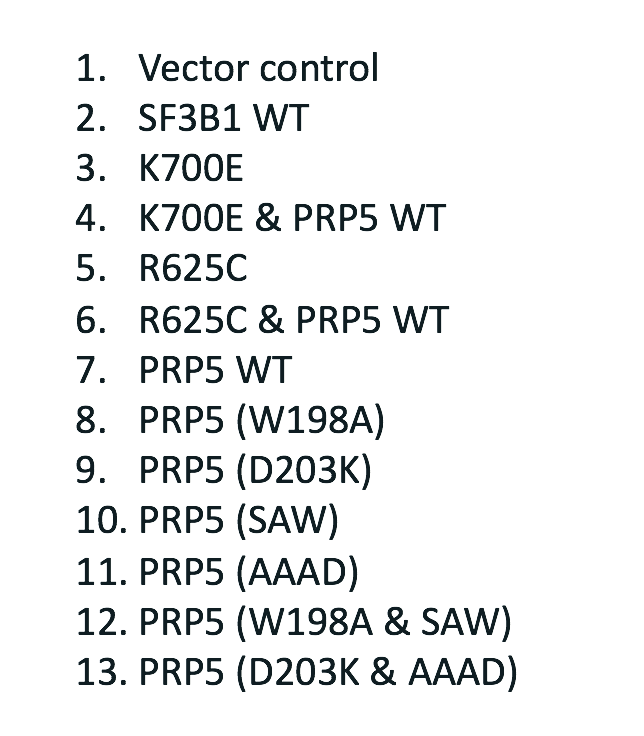 1. Vector control
2. SF3B1 WT
3. K700E
4. K700E & PRP5 WT
5. R625C
6. R625C & PRP5 WT
7. PRP5 WT
8. PRP5 (W198A)
9. PRP5 (D203K)
10. PRP5 (SAW)
11. PRP5 (AAAD)
12. PRP5 (W198A & SAW)
13. PRP5 (D203K & AAAD)